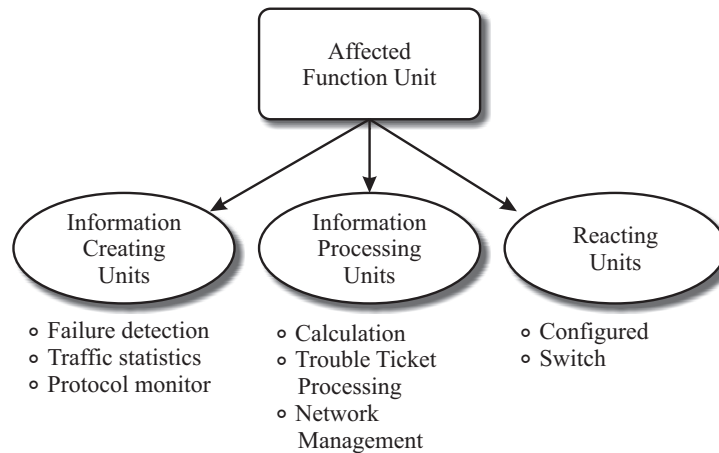 Affected
Function Unit
Information
Creating
Units
Information
Processing
Units
Reacting
Units
Failure detection
Traffic statistics
Protocol monitor
Calculation
Trouble Ticket
Processing
Network
Management
Configured
Switch